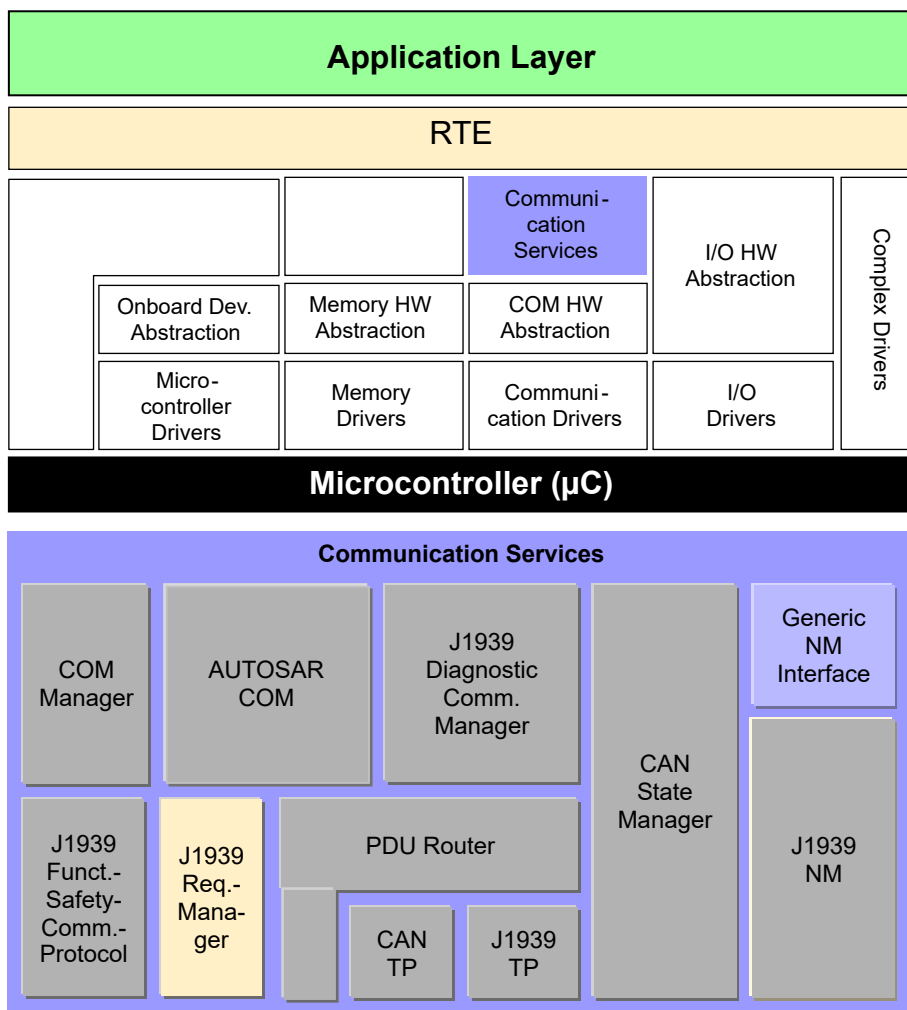 Application Layer
RTE
Communi-
cation
Services
I/O HW
Abstraction
Complex Drivers
Onboard Dev.
Abstraction
Memory HW
Abstraction
COM HW
Abstraction
Micro-
controller
Drivers
Memory
Drivers
Communi-
cation Drivers
I/O
Drivers
Microcontroller (µC)
Communication Services
COM
Manager
AUTOSAR
COM
J1939
Diagnostic
Comm.
Manager
CAN
State
Manager
Generic
NM
Interface
J1939
Funct.-
Safety-
Comm.-
Protocol
J1939
Req.-
Mana-
ger
PDU Router
CAN
TP
J1939
TP
J1939
NM